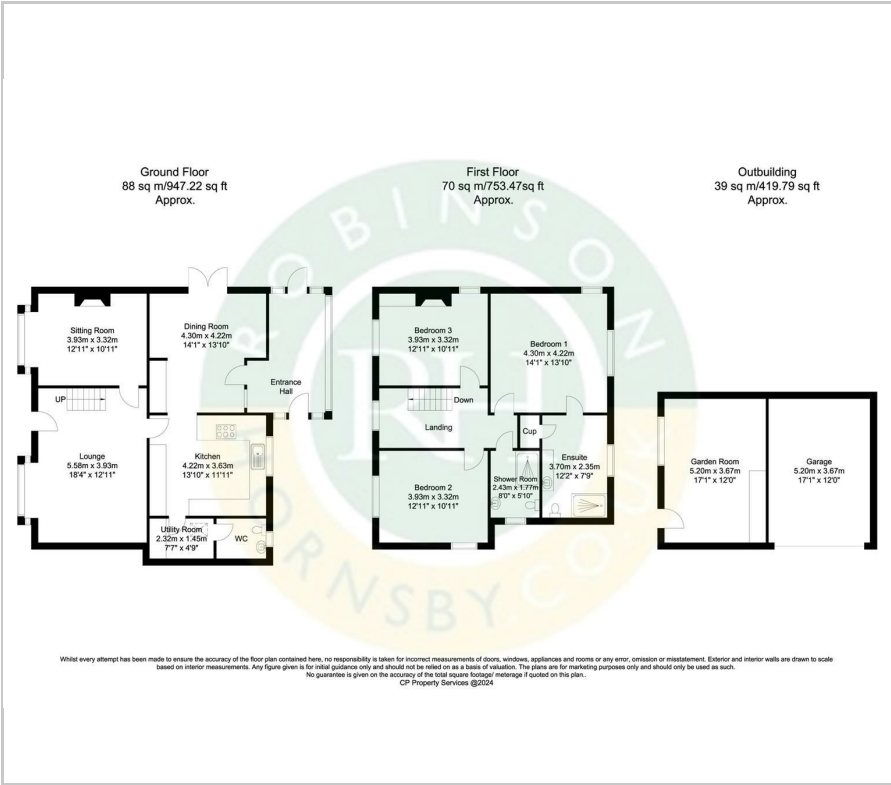 Ground Floor
88 sq m/947.22 sq ft
Approx.
First Floor
70 sq m/753.47sq ft
Approx.
Outbuilding
39 sq m/419.79 sq ft
Approx.
Sitting Room
3.93m x 3.32m
12'11" x 10'11"
Dining Room
4.30m x 4.22m
14'1" x 13'10"
Entrance
Hall
UP
Lounge
5.58m x 3.93m
18'4" x 12'11"
Kitchen
4.22m x 3.63m
13'10" x 11'11"
Utility Room
2.32m x 1.45m
7'7" x 4'9"
WC
Bedroom 3
3.93m x 3.32m
12'11" x 10'11"
Bedroom 1
4.30m x 4.22m
14'1" x 13'10"
Down
Landing
Cup
Ensuite
3.70m x 2.35m
12'2" x 7'9"
Bedroom 2
3.93m x 3.32m
12'11" x 10'11"
Shower Room
2.43m x 1.77m
8'0" x 5'10"
Garden Room
5.20m x 3.67m
17'1" x 12'0"
Garage
5.20m x 3.67m
17'1" x 12'0"
ROBINSON
RH
HORNSBY COURT
Whilst every attempt has been made to ensure the accuracy of the floor plan contained here, no responsibility is taken for incorrect measurements of doors, windows, appliances and rooms or any error, omission or misstatement. Exterior and interior walls are drawn to scale
based on interior measurements. Any figure given is for initial guidance only and should not be relied on as a basis of valuation. The plans are for marketing purposes only and should only be used as such.
No guarantee is given on the accuracy of the total square footage/ meterage if quoted on this plan..
CP Property Services @2024